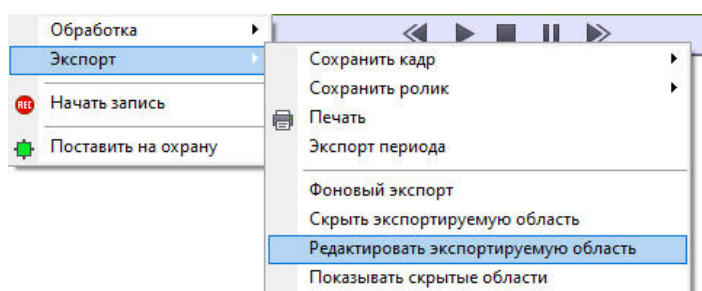 Обработка
Экспорт
REC Начать запись
Поставить на охрану
Сохранить кадр
Сохранить ролик
Печать
Экспорт периода
Фоновый экспорт
Скрыть экспортируемую область
Редактировать экспортируемую область
Показывать скрытые области